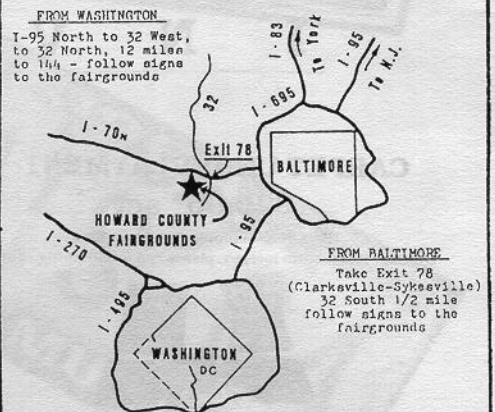 FROM WASHINGTON
I-95 North to 32 West,
to 32 North, 12 miles
to 144 - follow signs
to the fairgrounds
I-83
To York
I-95
To N.J.
32
I-695
I-70N
Exit 78
BALTIMORE
HOWARD COUNTY
FAIRGROUNDS
I-95
I-270
FROM BALTIMORE
Take Exit 78
(Clarksville-Sykesville)
32 South 1/2 mile
follow signs to the
fairgrounds
I-495
WASHINGTON
DC